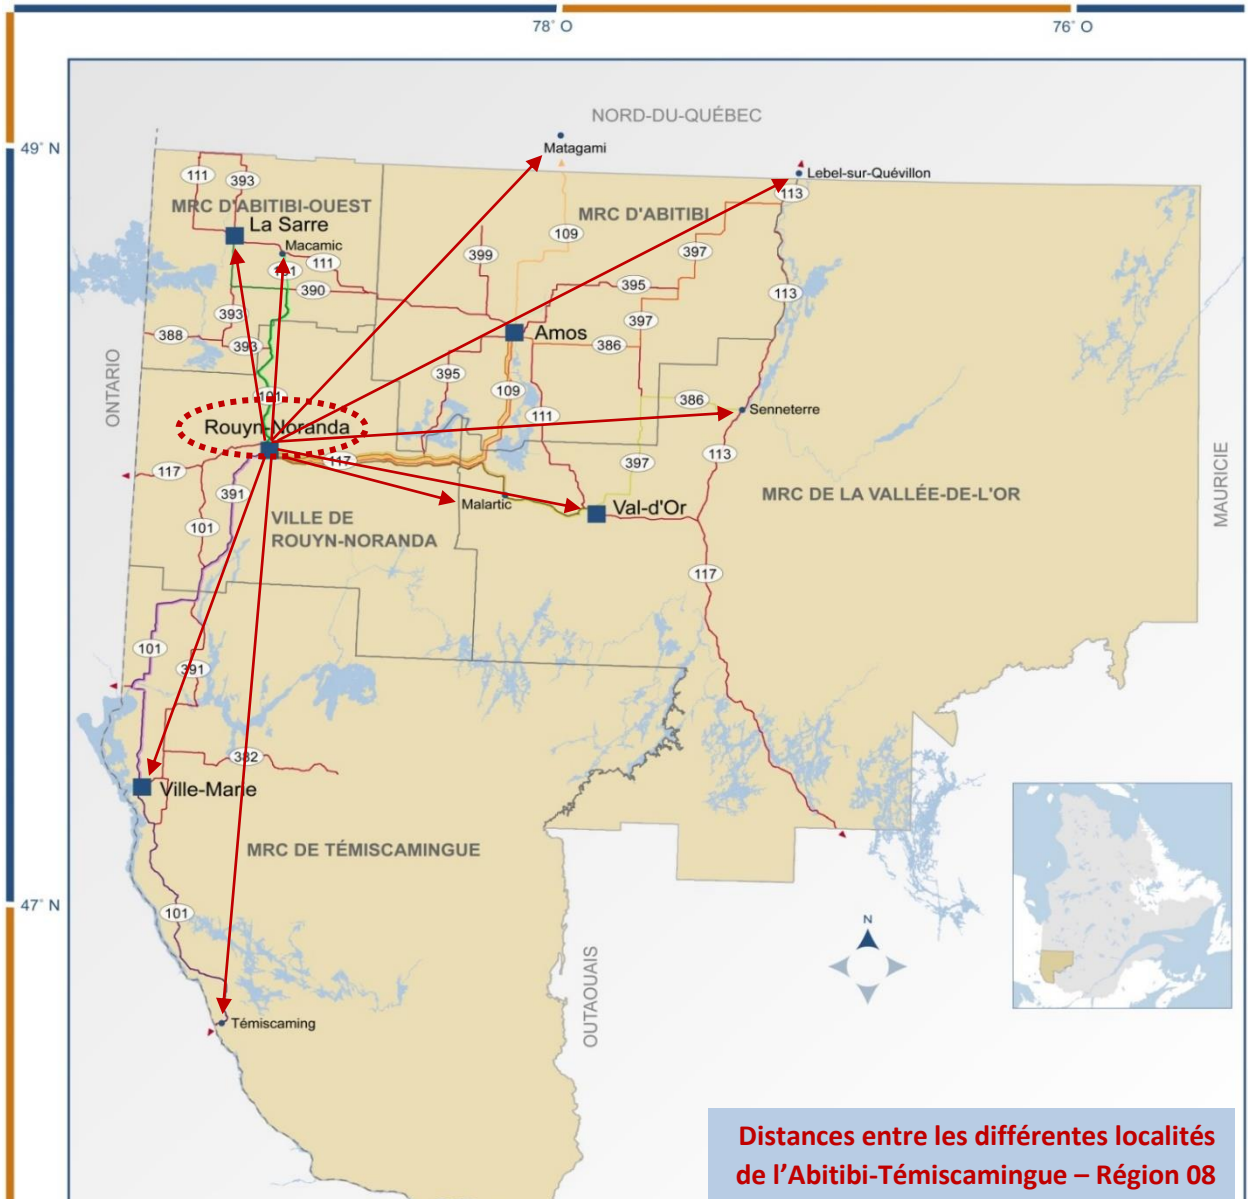 78° O
76° O
49° N
NORD-DU-QUÉBEC
Matagami
Lebel-sur-Quévillon
111
393
113
MRC D'ABITIBI-OUEST
MRC D'ABITIBI
La Sarre
109
Macamic
399
397
111
101
390
395
113
393
397
388
393
Amos
386
ONTARIO
395
109
101
386
111
Senneterre
Rouyn-Noranda
117
117
397
113
391
MRC DE LA VALLÉE-DE-L'OR
MAURICIE
Malartic
Val-d'Or
101
VILLE DE
ROUYN-NORANDA
117
101
391
382
Ville-Marie
MRC DE TÉMISCAMINGUE
47° N
101
N
OUTAOUAIS
Témiscaming
Distances entre les différentes localités
de l'Abitibi-Témiscamingue – Région 08